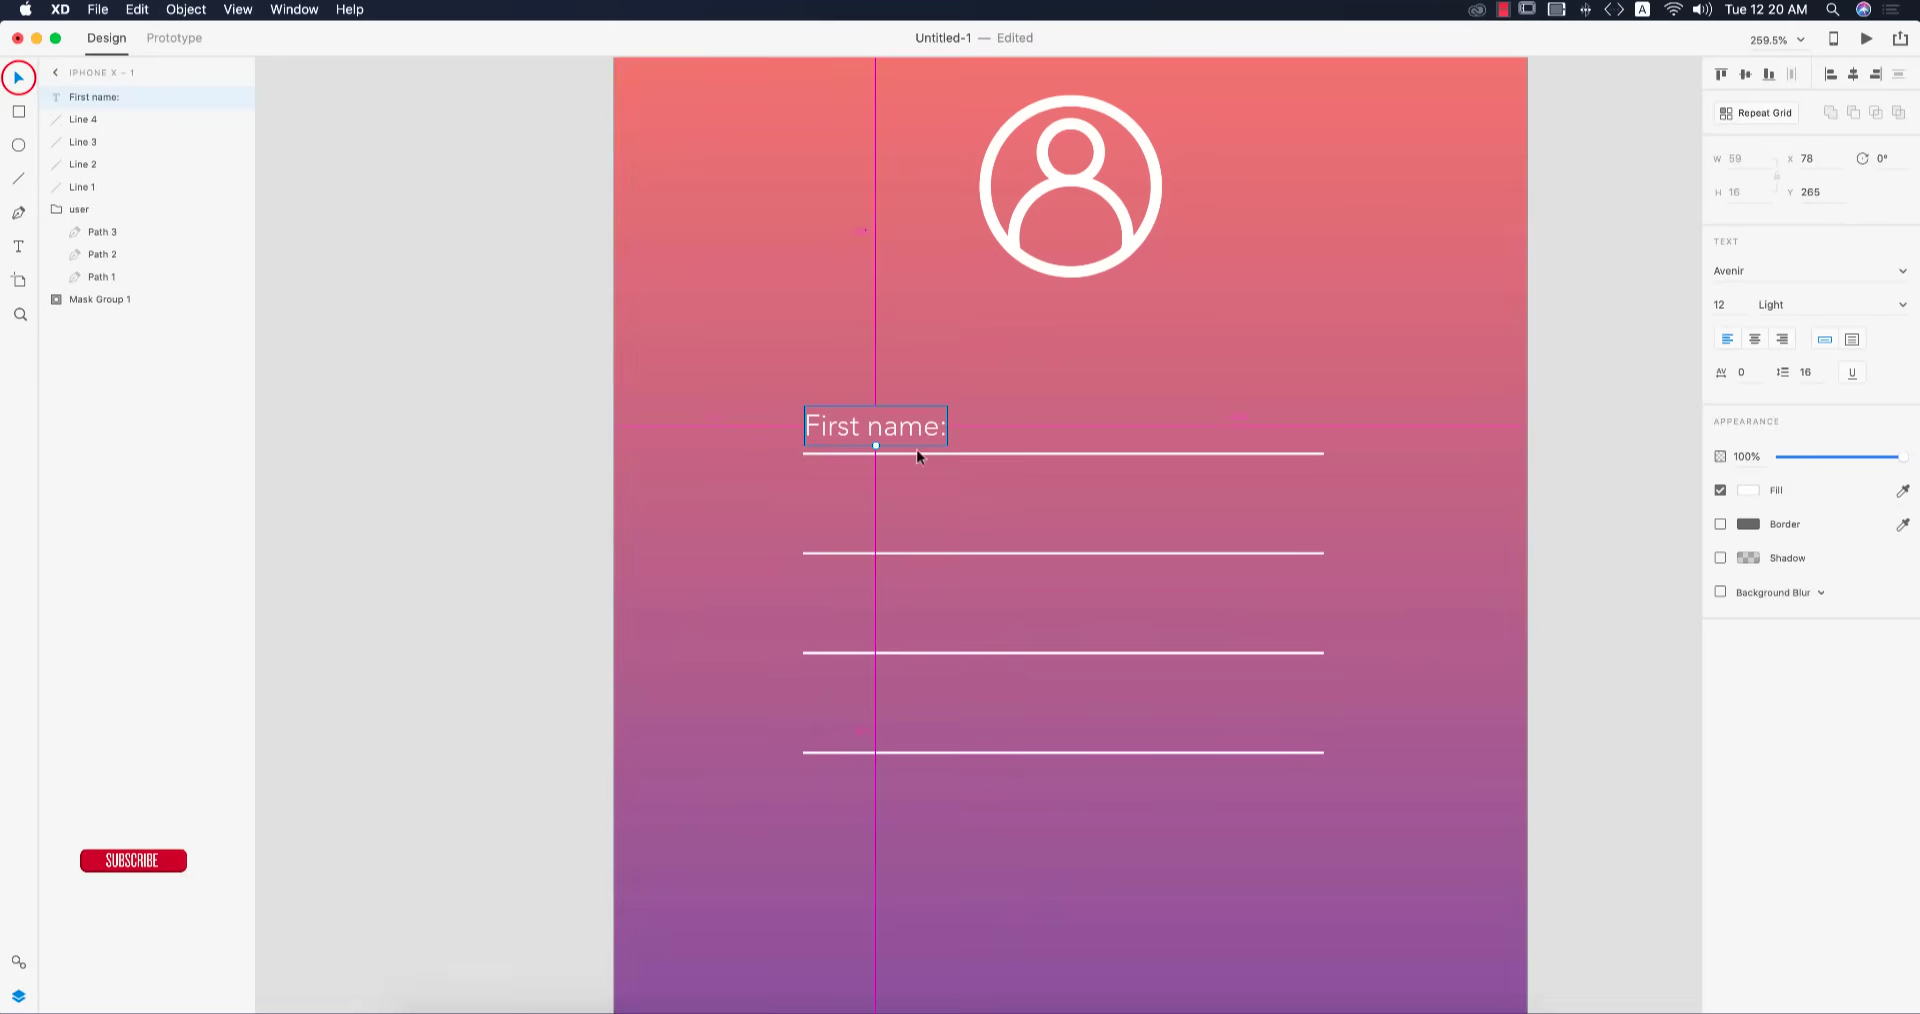 XD File Edit Object View Window Help
A Tue 12 20 AM
Design Prototype
Untitled-1 — Edited
259.5%
IPHONE X – 1
First name:
Line 4
Line 3
Line 2
Line 1
user
Path 3
Path 2
Path 1
Mask Group 1
SUBSCRIBE
First name:
Repeat Grid
W 59 X 78 0°
H 16 Y 265
TEXT
Avenir
12 Light
AV 0 16 U
APPEARANCE
100%
Fill
Border
Shadow
Background Blur